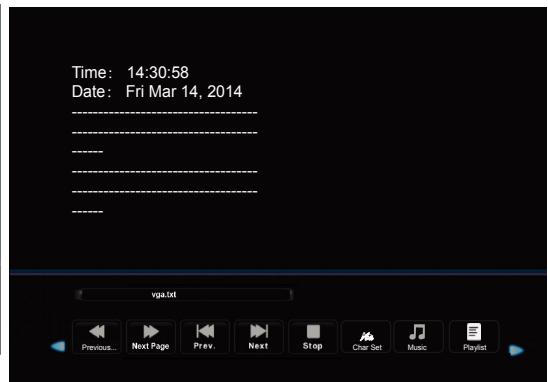 Time： 14:30:58
Date： Fri Mar 14, 2014
-----------------------------------
-----------------------------------
------
-----------------------------------
-----------------------------------
------
vga.txt
Previous... Next Page Prev. Next Stop Char Set Music Playlist